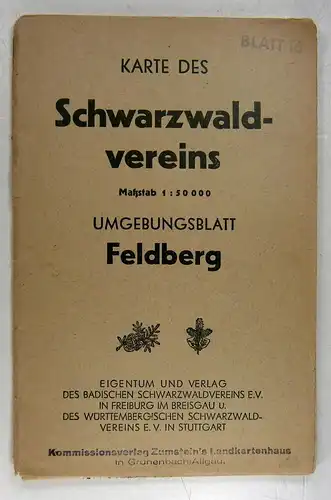 BLATT 10
KARTE DES
Schwarzwald-
vereins
Maßstab 1:50000
UMGEBUNGSBLATT
Feldberg
EIGENTUM UND VERLAG
DES BADISCHEN SCHWARZWALDVEREINS E.V.
IN FREIBURG IM BREISGAU U.
DES WÜRTTEMBERGISCHEN SCHWARZWALD-
VEREINS E.V. IN STUTTGART
Kommissionsverlag Zumstein's Landkartenhaus
in Grünenbach/Allgäu.